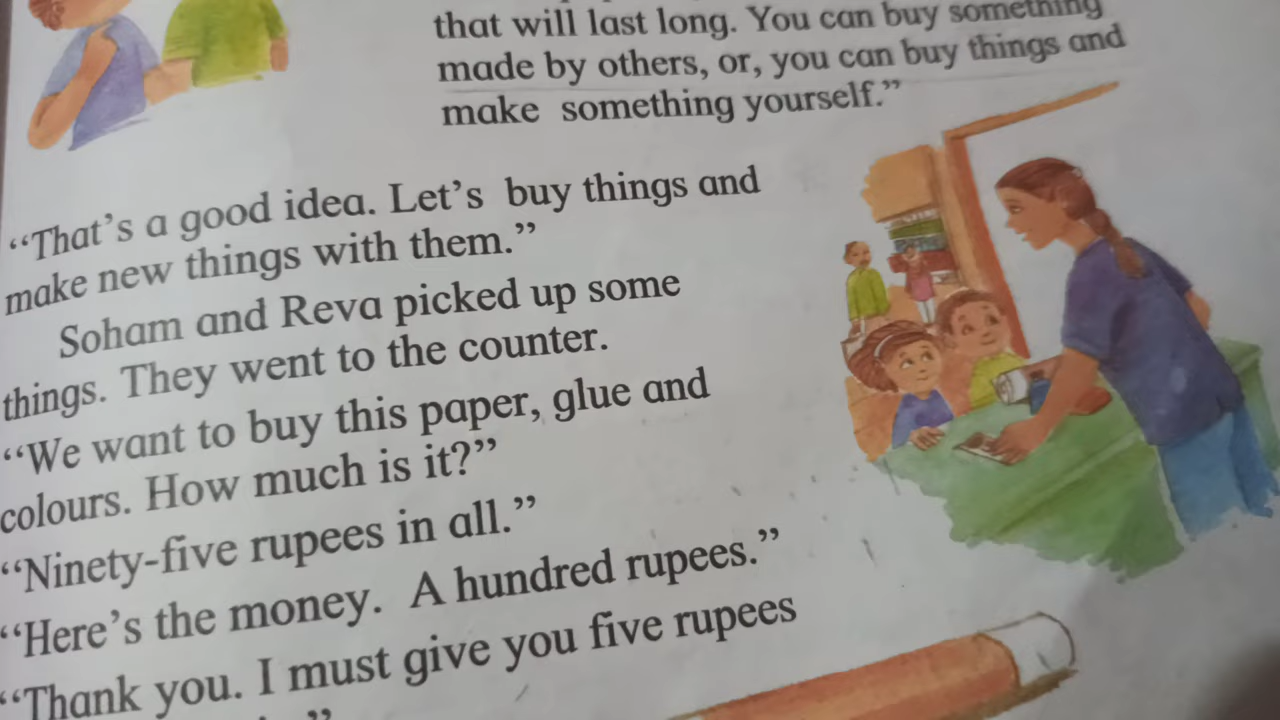 that will last long. You can buy something
made by others, or, you can buy things and
make something yourself.”
“That’s a good idea. Let’s buy things and
make new things with them.”
Soham and Reva picked up some
things. They went to the counter.
“We want to buy this paper, glue and
colours. How much is it?”
“Ninety-five rupees in all.”
“Here’s the money. A hundred rupees.”
“Thank you. I must give you five rupees